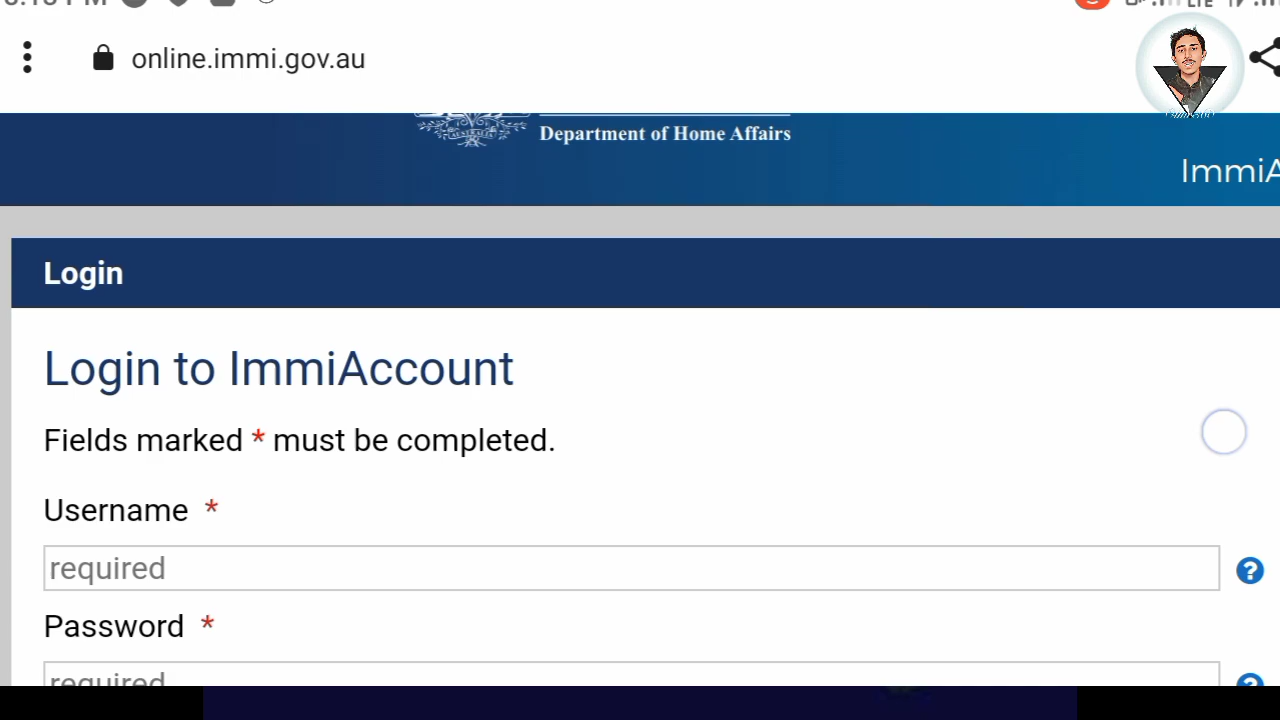 online.immi.gov.au
Department of Home Affairs
ImmiA
Login
Login to ImmiAccount
Fields marked * must be completed.
Username *
required
?
Password *
required
?